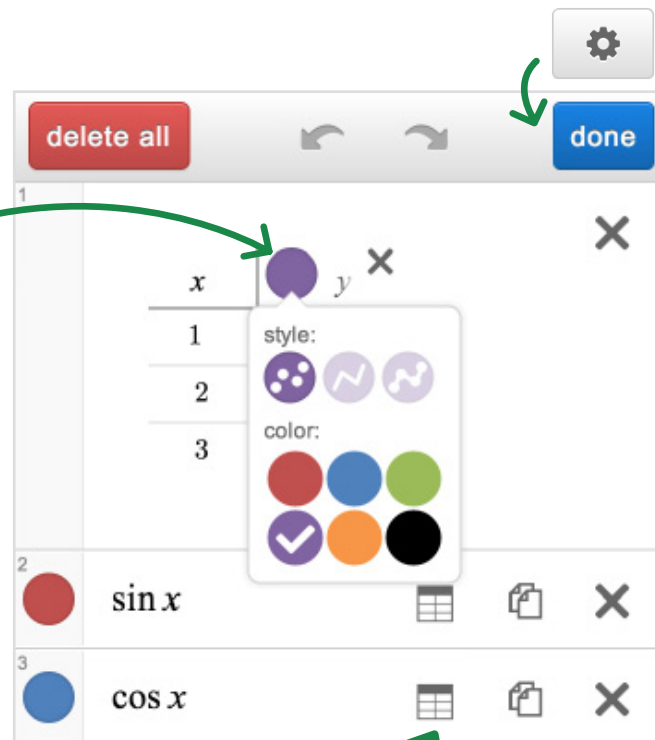 delete all
done
1
x
y
1
style:
2
color:
3
2
sin x
3
cos x